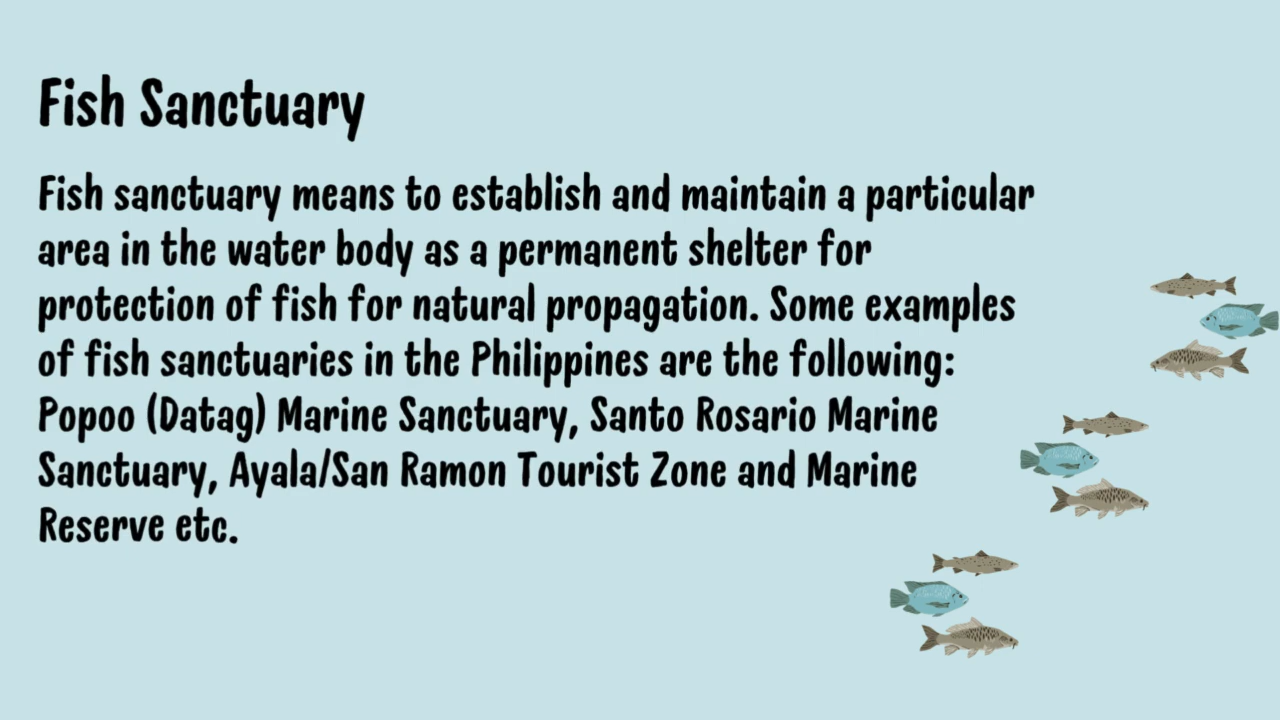 Fish Sanctuary
Fish sanctuary means to establish and maintain a particular
area in the water body as a permanent shelter for
protection of fish for natural propagation. Some examples
of fish sanctuaries in the Philippines are the following:
Popoo (Datag) Marine Sanctuary, Santo Rosario Marine
Sanctuary, Ayala/San Ramon Tourist Zone and Marine
Reserve etc.